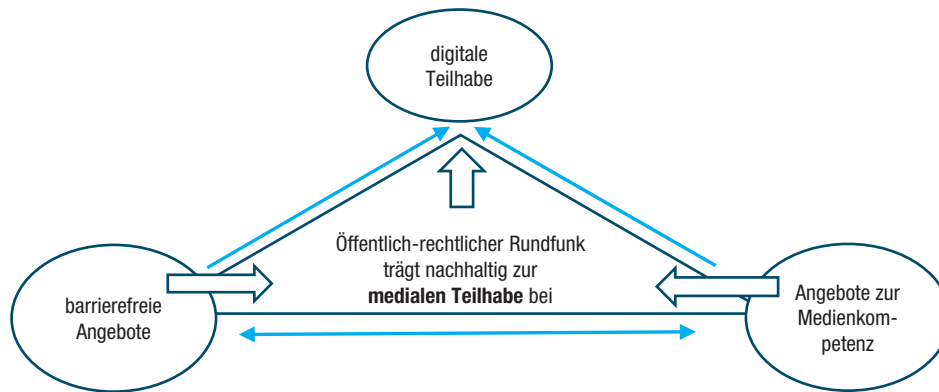 digitale
Teilhabe
Öffentlich-rechtlicher Rundfunk
trägt nachhaltig zur
medialen Teilhabe bei
barrierefreie
Angebote
Angebote zur
Medienkom-
petenz